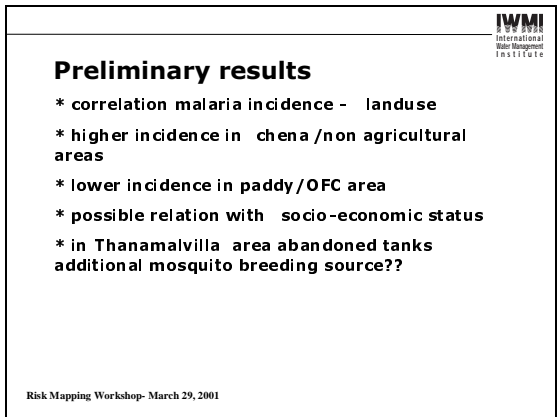 IWMI
International
Water Management
Institute
Preliminary results
* correlation malaria incidence - landuse
* higher incidence in chena /non agricultural
areas
* lower incidence in paddy/OFC area
* possible relation with socio-economic status
* in Thanamalvilla area abandoned tanks
additional mosquito breeding source??
Risk Mapping Workshop- March 29, 2001